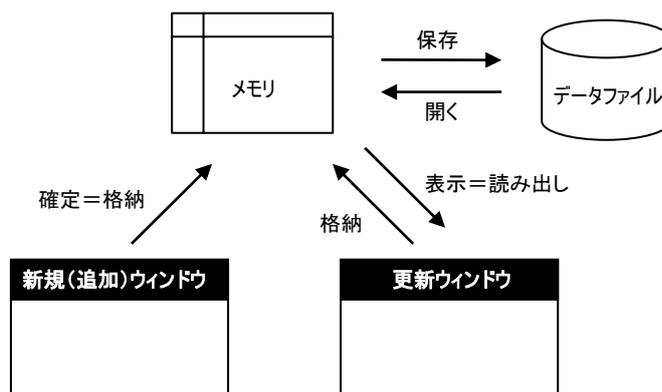 保存
メモリ
データファイル
開く
表示＝読み出し
確定＝格納
格納
新規（追加）ウィンドウ
更新ウィンドウ